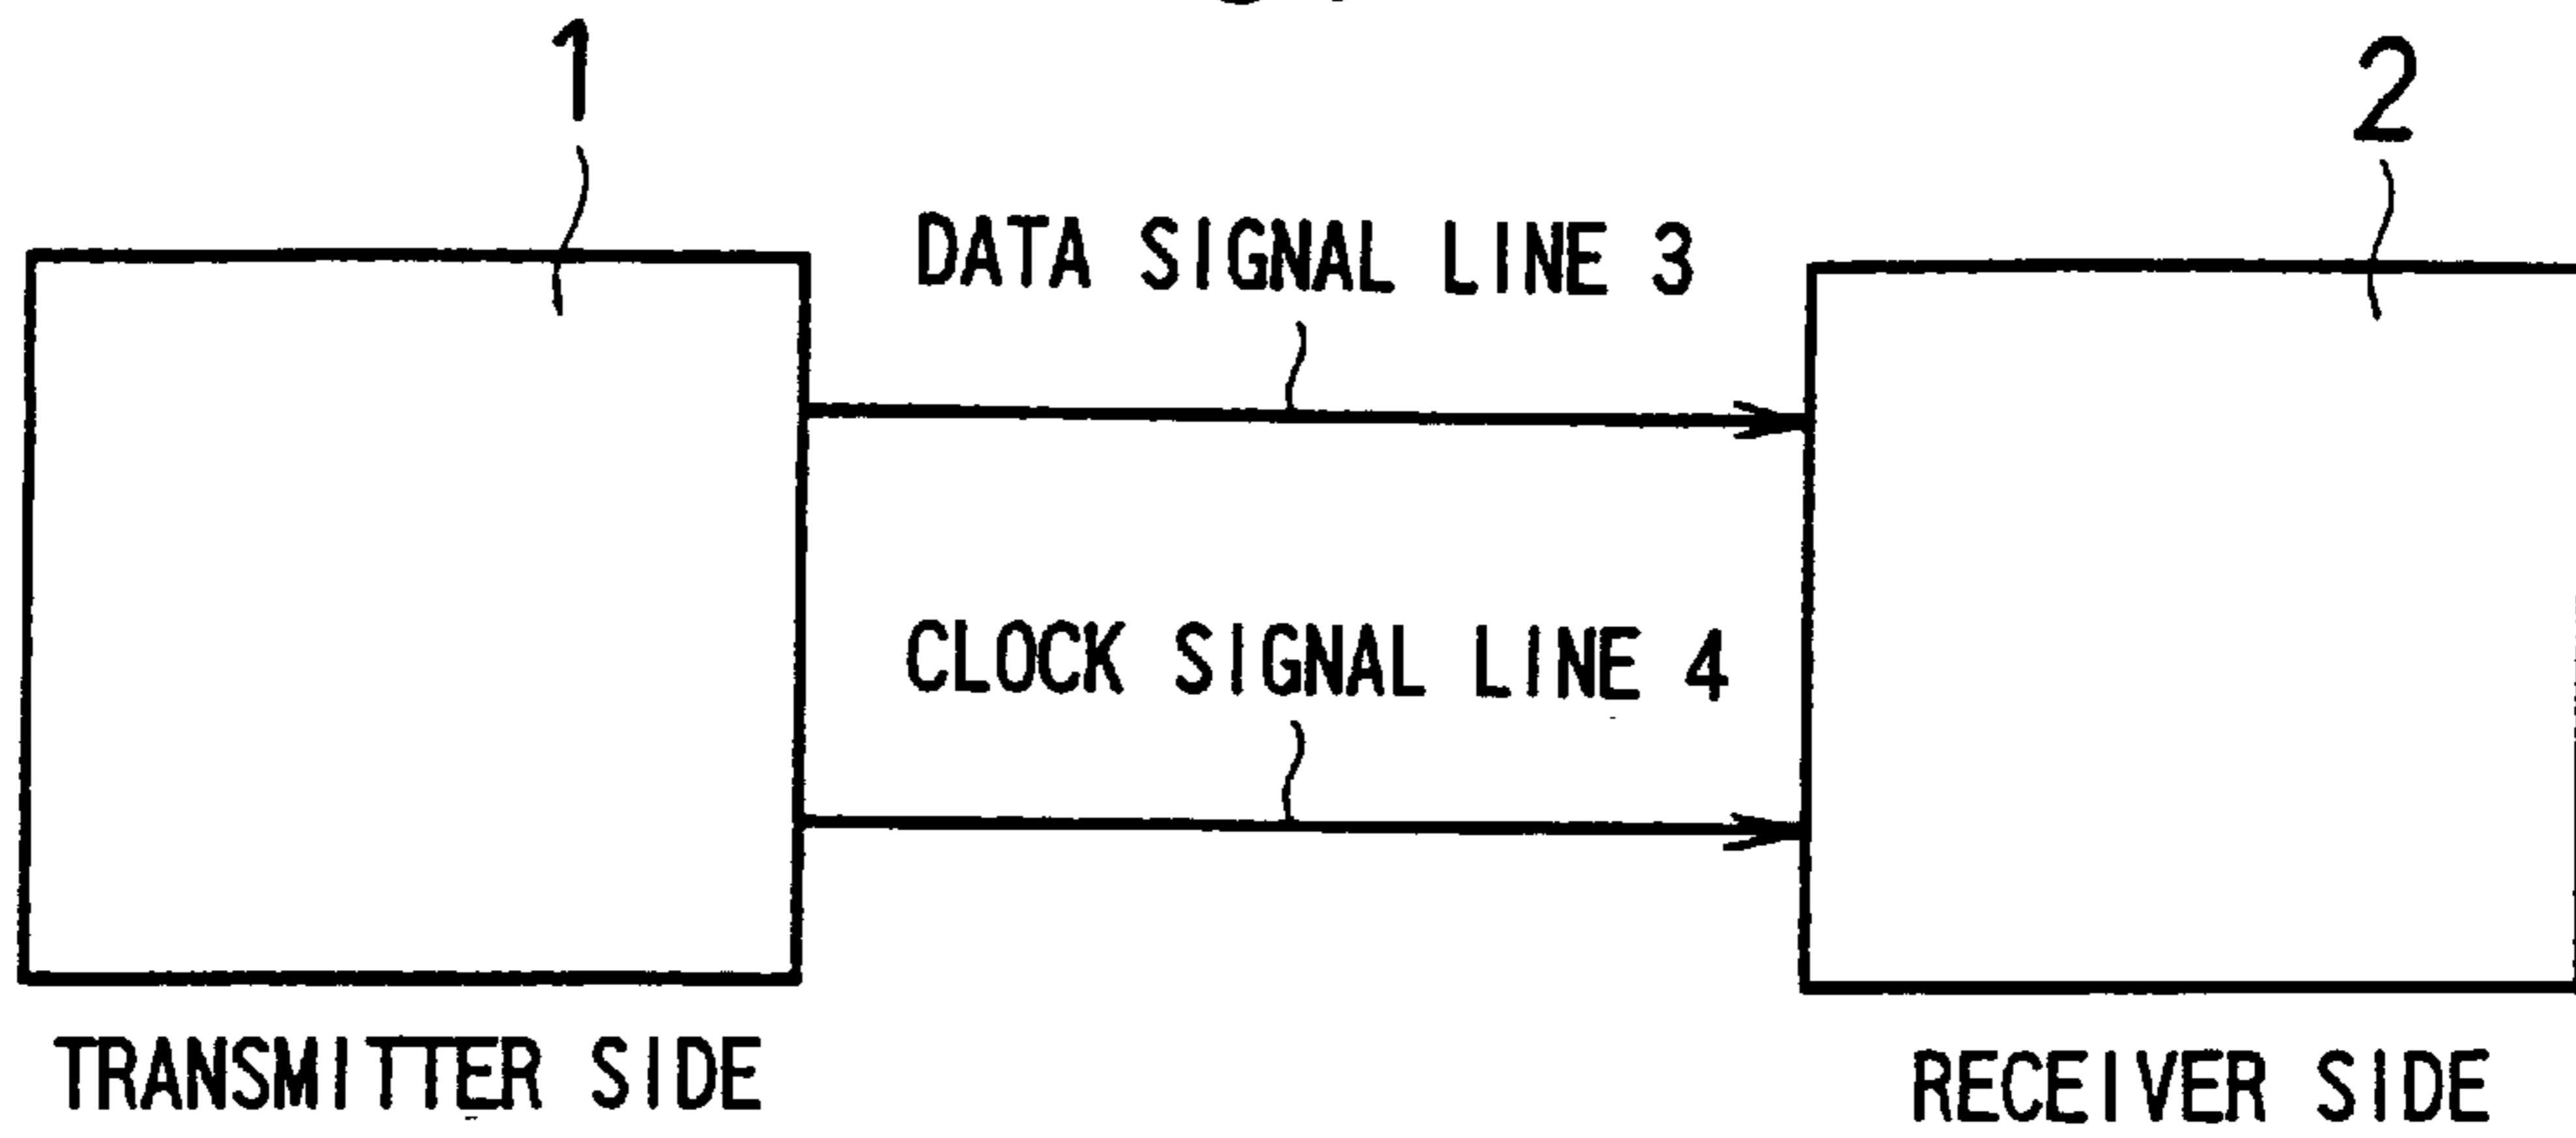 1
2
DATA SIGNAL LINE 3
CLOCK SIGNAL LINE 4
TRANSMITTER SIDE
RECEIVER SIDE